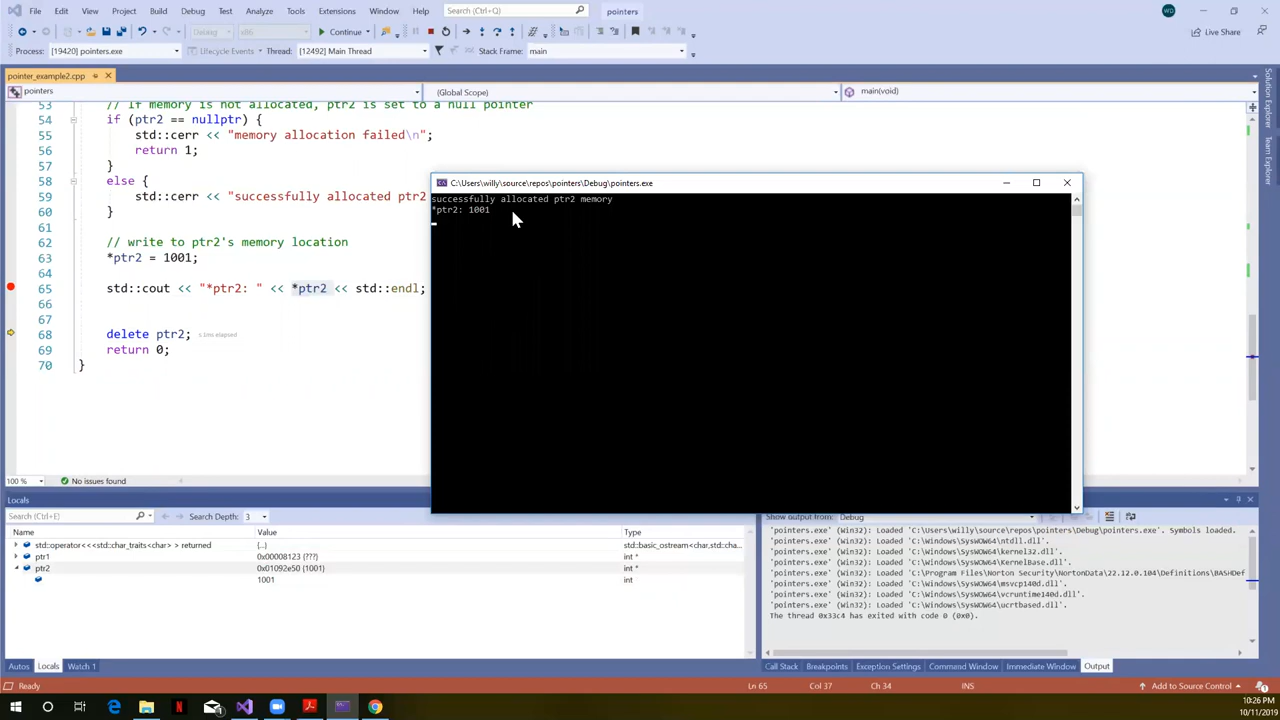 File Edit View Project Build Debug Test Analyze Tools Extensions Window Help Search (Ctrl+Q) pointers WD
Debug x86 Continue Live Share
Process: [19420] pointers.exe Lifecycle Events Thread: [12492] Main Thread Stack Frame: main
pointer_example2.cpp
pointers (Global Scope) main(void)
53 // If memory is not allocated, ptr2 is set to a null pointer
54 if (ptr2 == nullptr) {
55 std::cerr << "memory allocation failed\n";
56 return 1;
57 }
58 else {
59 std::cerr << "successfully allocated ptr2
60 }
61
62 // write to ptr2's memory location
63 *ptr2 = 1001;
64
65 std::cout << "*ptr2: " << *ptr2 << std::endl;
66
67
68 delete ptr2; ≤ 1ms elapsed
69 return 0;
70 }
C:\Users\willy\source\repos\pointers\Debug\pointers.exe
successfully allocated ptr2 memory
*ptr2: 1001
Solution Explorer
Team Explorer
100 % No issues found
Locals
Search (Ctrl+E) Search Depth: 3
Name Value Type
std::operator<<<std::char_traits<char> > returned {...} std::basic_ostream<char,std::cha...
ptr1 0x00008123 {???} int *
ptr2 0x01092e50 {1001} int *
1001 int
Autos Locals Watch 1
Show output from: Debug
'pointers.exe' (Win32): Loaded 'C:\Users\willy\source\repos\pointers\Debug\pointers.exe'. Symbols loaded.
'pointers.exe' (Win32): Loaded 'C:\Windows\SysWOW64\ntdll.dll'.
'pointers.exe' (Win32): Loaded 'C:\Windows\SysWOW64\kernel32.dll'.
'pointers.exe' (Win32): Loaded 'C:\Windows\SysWOW64\KernelBase.dll'.
'pointers.exe' (Win32): Loaded 'C:\Program Files\Norton Security\NortonData\22.12.0.104\Definitions\BASHDef
'pointers.exe' (Win32): Loaded 'C:\Windows\SysWOW64\msvcp140d.dll'.
'pointers.exe' (Win32): Loaded 'C:\Windows\SysWOW64\vcruntime140d.dll'.
'pointers.exe' (Win32): Loaded 'C:\Windows\SysWOW64\ucrtbased.dll'.
The thread 0x33c4 has exited with code 0 (0x0).
Call Stack Breakpoints Exception Settings Command Window Immediate Window Output
Ready Ln 65 Col 37 Ch 34 INS Add to Source Control
10:26 PM
10/11/2019